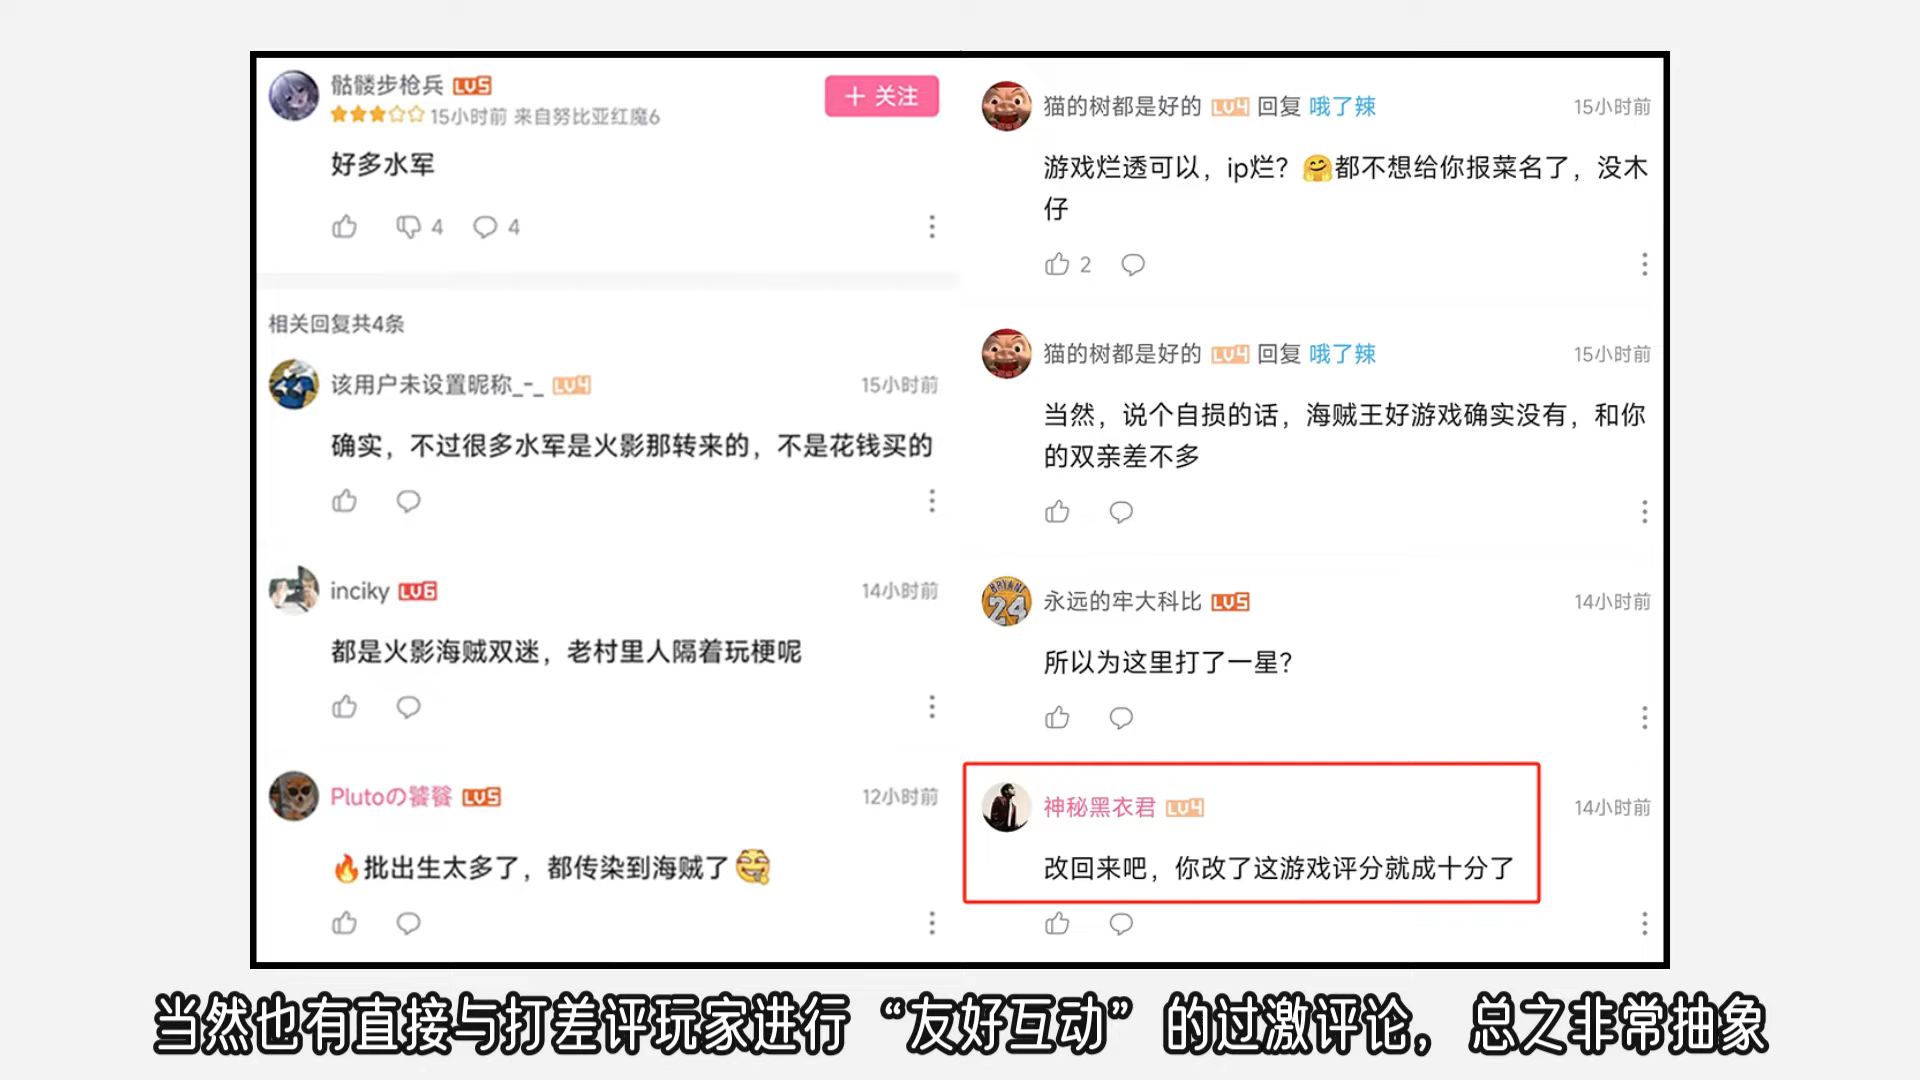 骷髅步枪兵 LV5
15小时前 来自努比亚红魔6
+ 关注
好多水军
4 4
相关回复共4条
该用户未设置昵称_-_ LV4 15小时前
确实，不过很多水军是火影那转来的，不是花钱买的
inciky LV6 14小时前
都是火影海贼双迷，老村里人隔着玩梗呢
Plutoの饕餮 LV5 12小时前
🔥批出生太多了，都传染到海贼了
猫的树都是好的 LV4 回复 哦了辣 15小时前
游戏烂透可以，ip烂？🤗都不想给你报菜名了，没木
仔
2
猫的树都是好的 LV4 回复 哦了辣 15小时前
当然，说个自损的话，海贼王好游戏确实没有，和你
的双亲差不多
BRYANT
24
永远的牢大科比 LV5 14小时前
所以为这里打了一星？
神秘黑衣君 LV4 14小时前
改回来吧，你改了这游戏评分就成十分了
当然也有直接与打差评玩家进行“友好互动”的过激评论，总之非常抽象